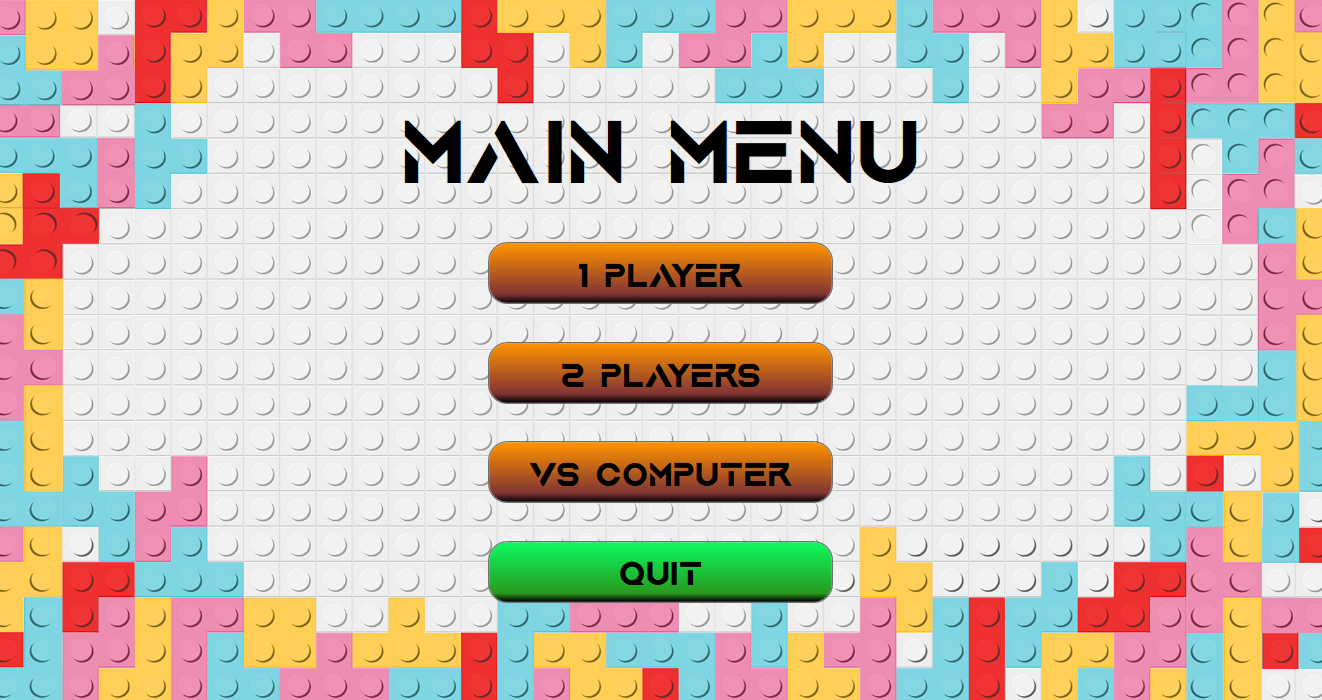 MAIN MENU
1 PLAYER
2 PLAYERS
VS COMPUTER
QUIT